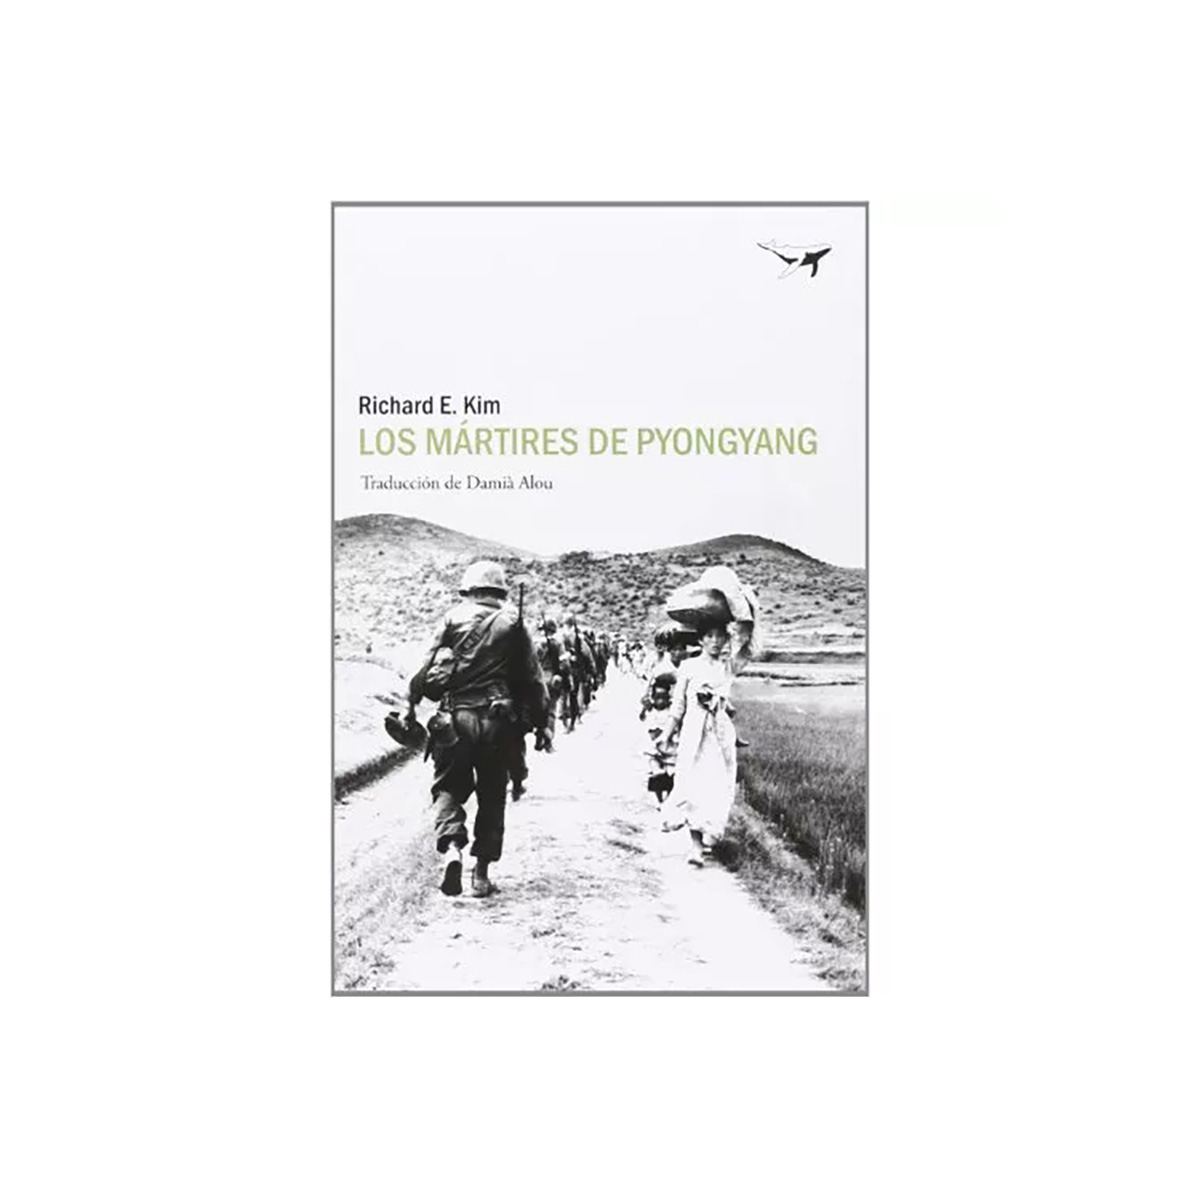 Richard E. Kim
LOS MÁRTIRES DE PYONGYANG
Traducción de Damià Alou